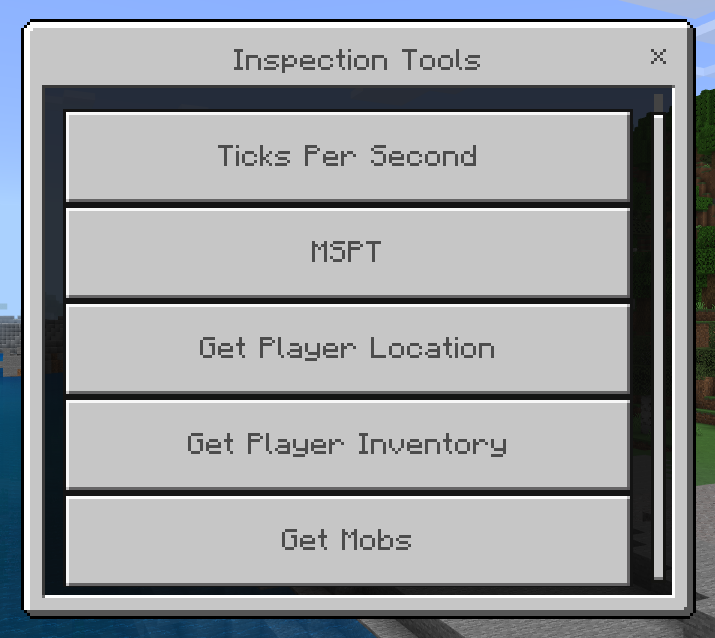 Inspection Tools
Ticks Per Second
MSPT
Get Player Location
Get Player Inventory
Get Mobs